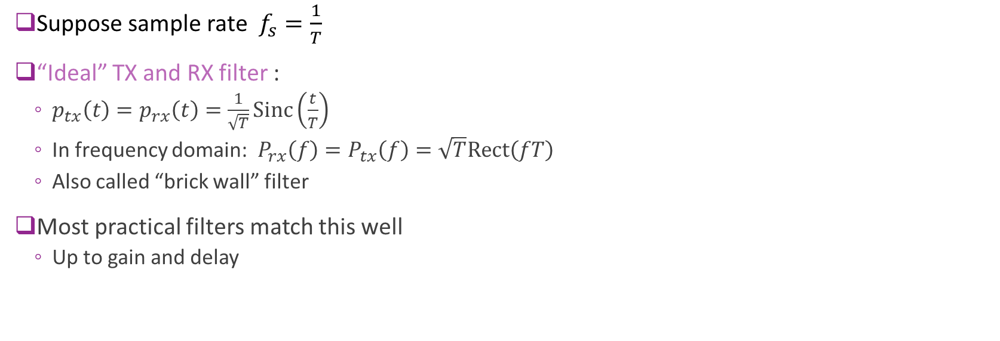 ❑Suppose sample rate $f_s = \frac{1}{T}$
❑“Ideal” TX and RX filter :
◦ $p_{tx}(t) = p_{rx}(t) = \frac{1}{\sqrt{T}} \text{Sinc}\left(\frac{t}{T}\right)$
◦ In frequency domain: $P_{rx}(f) = P_{tx}(f) = \sqrt{T}\text{Rect}(fT)$
◦ Also called “brick wall” filter
❑Most practical filters match this well
◦ Up to gain and delay